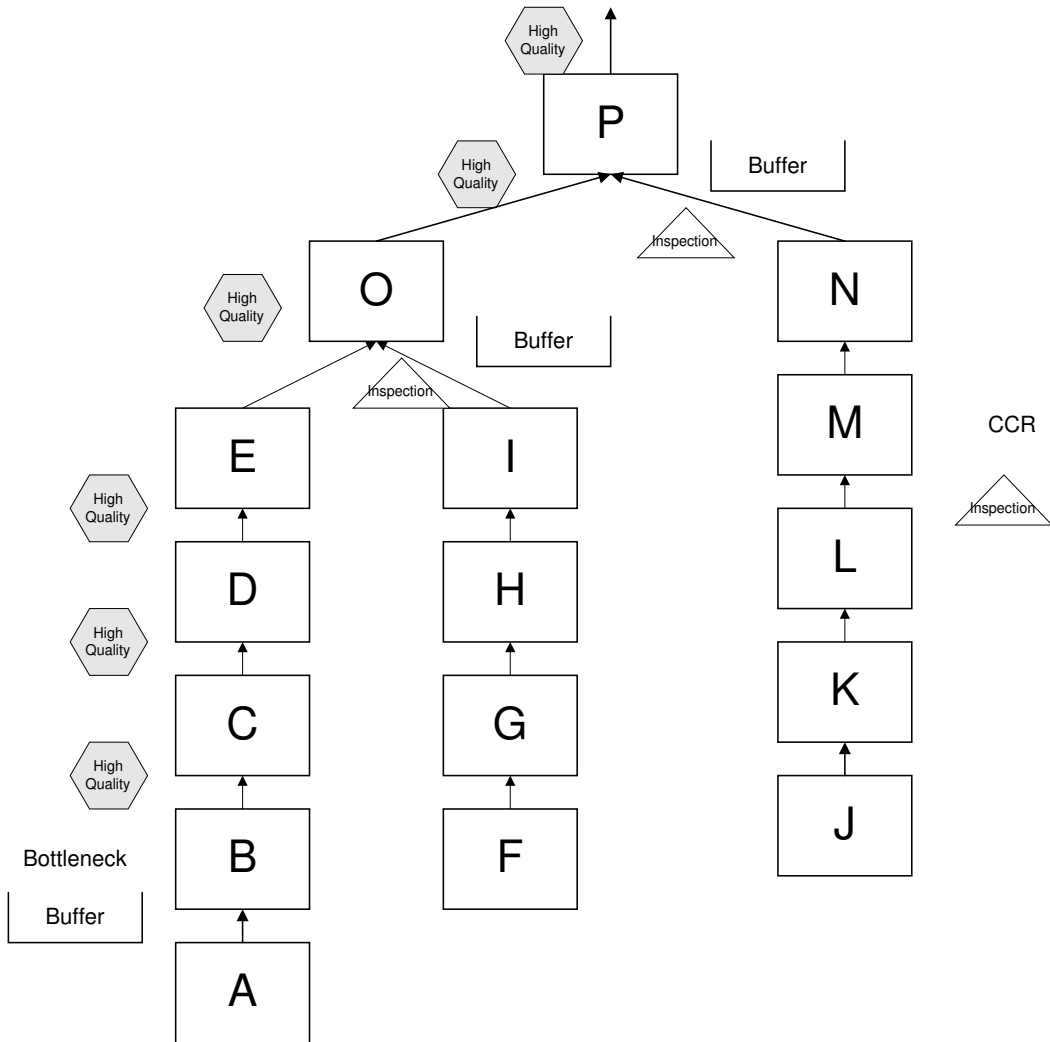 High
Quality
P
High
Quality
Buffer
Inspection
O
N
High
Quality
Buffer
Inspection
E
I
M
CCR
High
Quality
Inspection
D
H
L
High
Quality
C
G
K
High
Quality
B
F
J
Bottleneck
Buffer
A